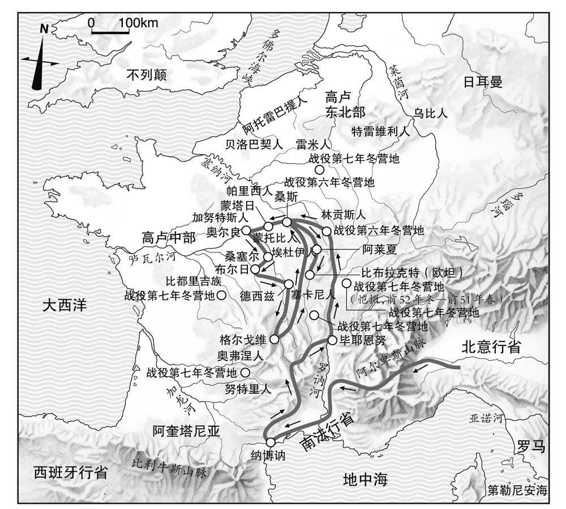 0 100km
N
多佛尔海峡
不列颠
莱茵河
日耳曼
高卢
东北部
阿托雷巴提人
乌比人
特雷维利人
贝洛巴契人
雷米人
战役第七年冬营地
塞纳河
战役第六年冬营地
帕里西人
蒙塔日
桑斯
加努特斯人
林贡斯人
多瑙河
奥尔良
战役第六年冬营地
高卢中部
蒙托比人
卢瓦尔河
桑塞尔
埃杜伊人
阿莱夏
布尔日
比布拉克特（欧坦）
比都里吉族
战役第七年冬营地
德西兹
塞卡尼人
（恺撒，前52年冬—前51年春）
战役第七年冬营地
大西洋
战役第七年冬营地
格尔戈维
毕耶恩努
奥弗涅人
罗讷河
阿尔卑斯山脉
北意行省
战役第七年冬营地
努特里人
加龙河
阿奎塔尼亚
南法行省
亚诺河
纳博讷
罗马
西班牙行省
比利牛斯山脉
地中海
第勒尼安海